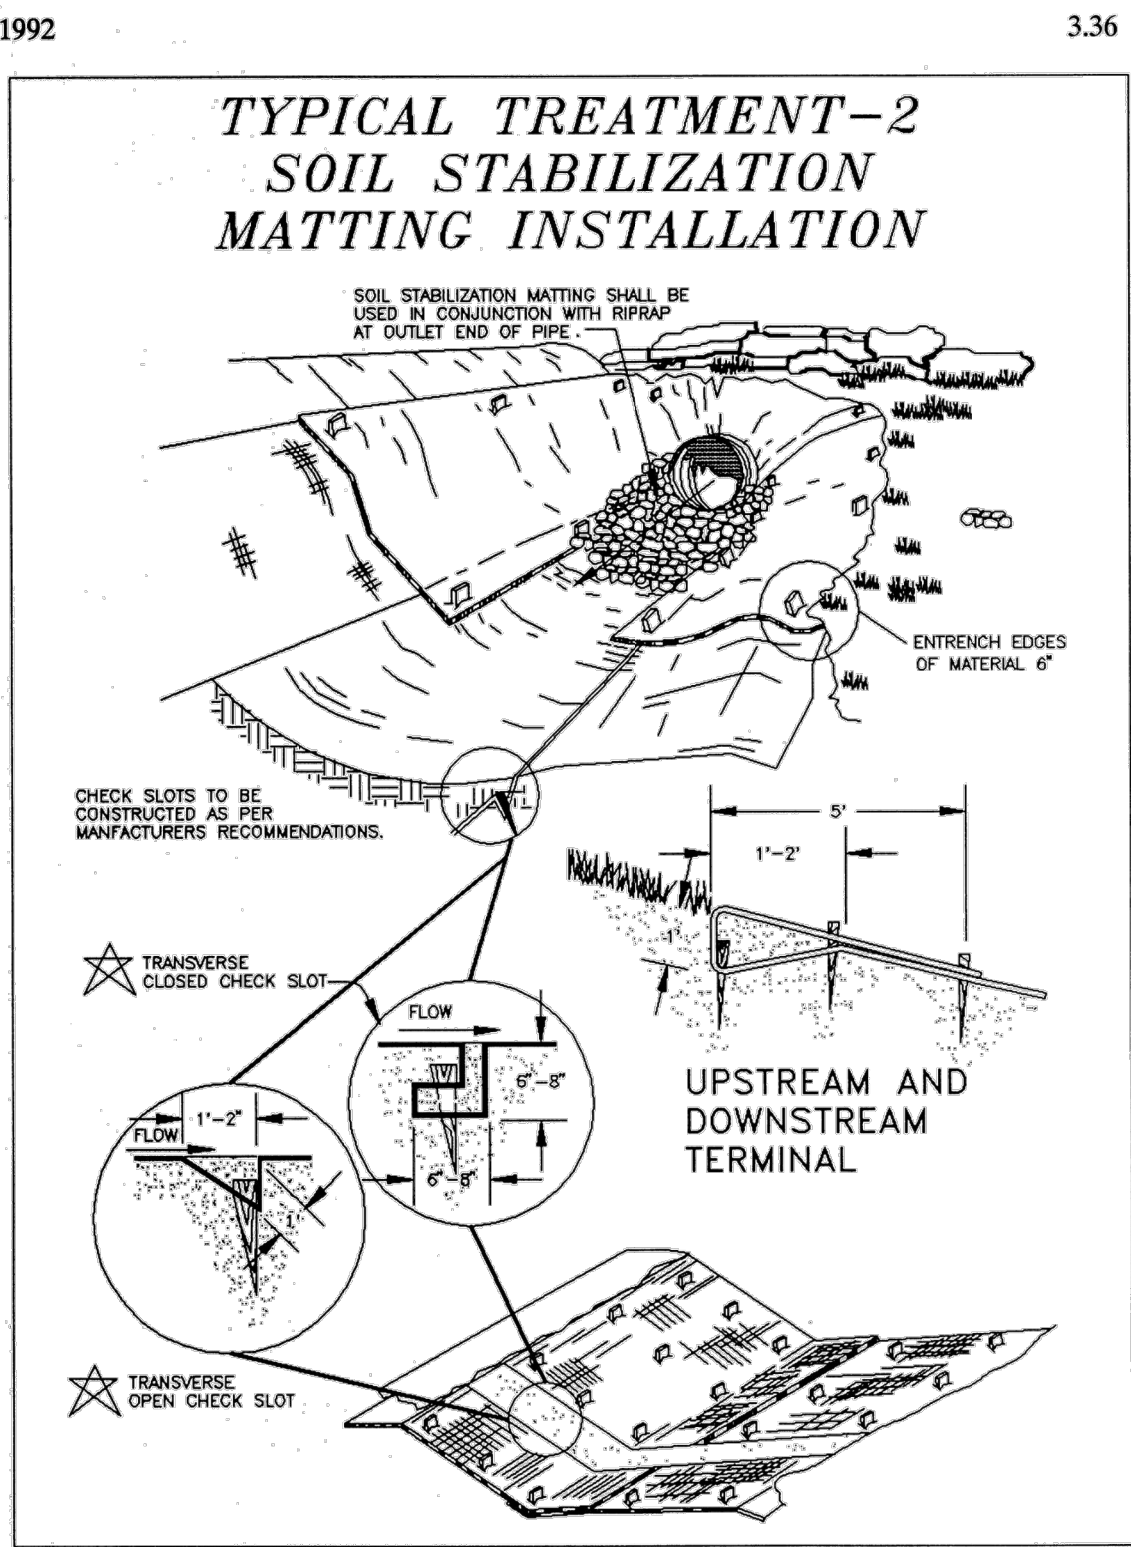 1992
3.36
TYPICAL TREATMENT-2
SOIL STABILIZATION
MATTING INSTALLATION
SOIL STABILIZATION MATTING SHALL BE
USED IN CONJUNCTION WITH RIPRAP
AT OUTLET END OF PIPE.
ENTRENCH EDGES
OF MATERIAL 6"
CHECK SLOTS TO BE
CONSTRUCTED AS PER
MANFACTURERS RECOMMENDATIONS.
5'
1'-2'
1'
TRANSVERSE
CLOSED CHECK SLOT
FLOW
6"-8"
6"-8"
UPSTREAM AND
DOWNSTREAM
TERMINAL
1'-2"
FLOW
1'
TRANSVERSE
OPEN CHECK SLOT